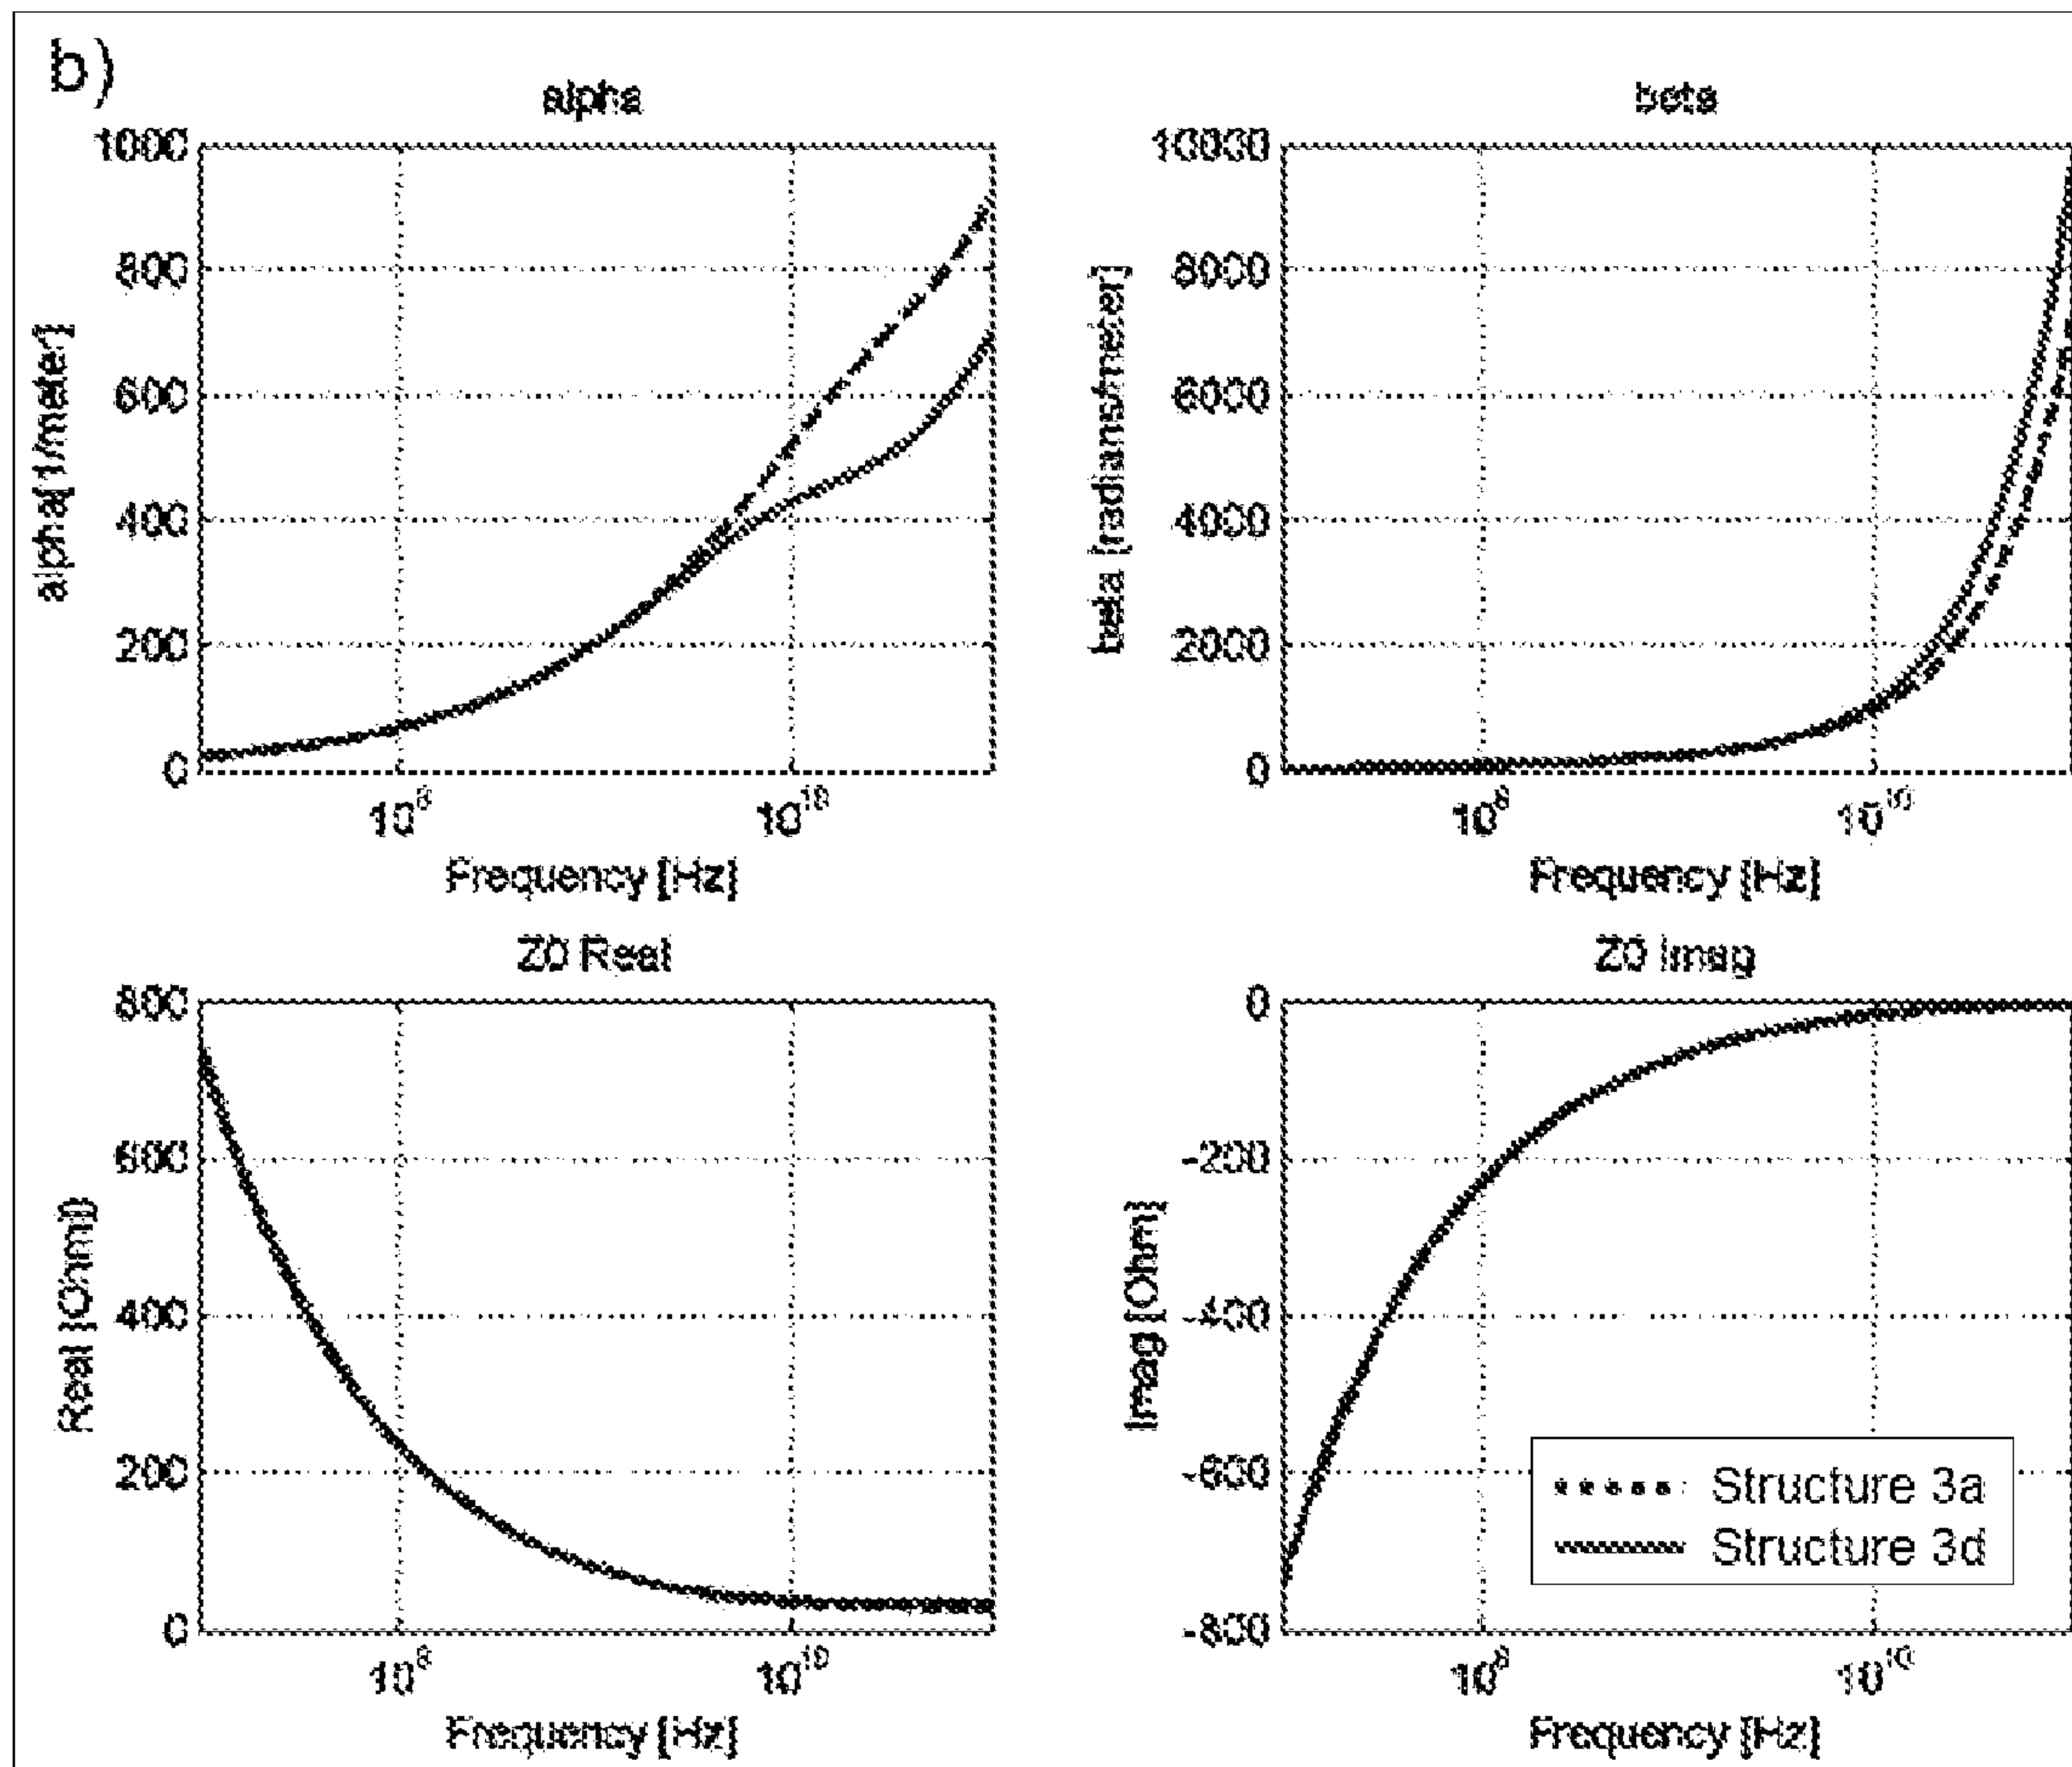 b)
alpha
1000
800
600
400
200
0
alpha[1/meter]
10^8
10^10
Frequency [Hz]
beta
10000
8000
6000
4000
2000
0
beta [radians/meter]
10^8
10^10
Frequency [Hz]
Z0 Real
800
600
400
200
0
Real [Ohm])
10^8
10^10
Frequency [Hz]
Z0 Imag
0
-200
-400
-600
-800
Imag [Ohm]
10^8
10^10
Frequency [Hz]
Structure 3a
Structure 3d